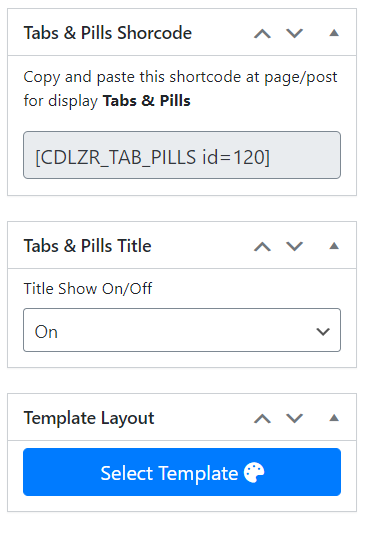 Tabs & Pills Shorcode
Copy and paste this shortcode at page/post
for display Tabs & Pills
[CDLZR_TAB_PILLS id=120]
Tabs & Pills Title
Title Show On/Off
On
Template Layout
Select Template